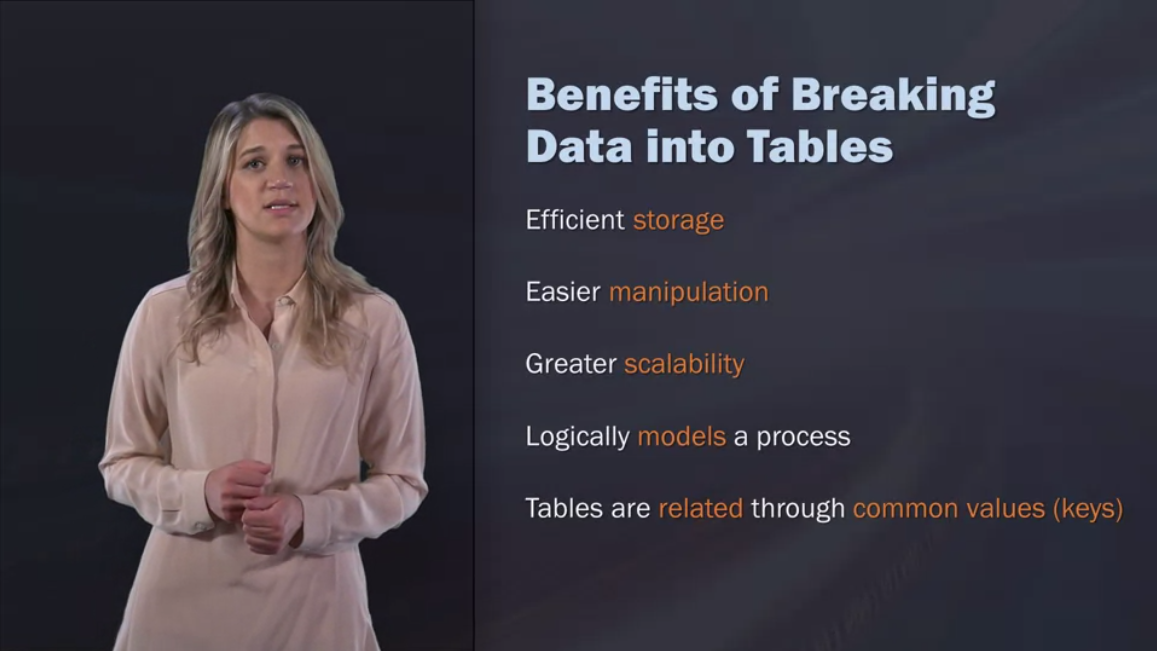 Benefits of Breaking
Data into Tables
Efficient storage
Easier manipulation
Greater scalability
Logically models a process
Tables are related through common values (keys)